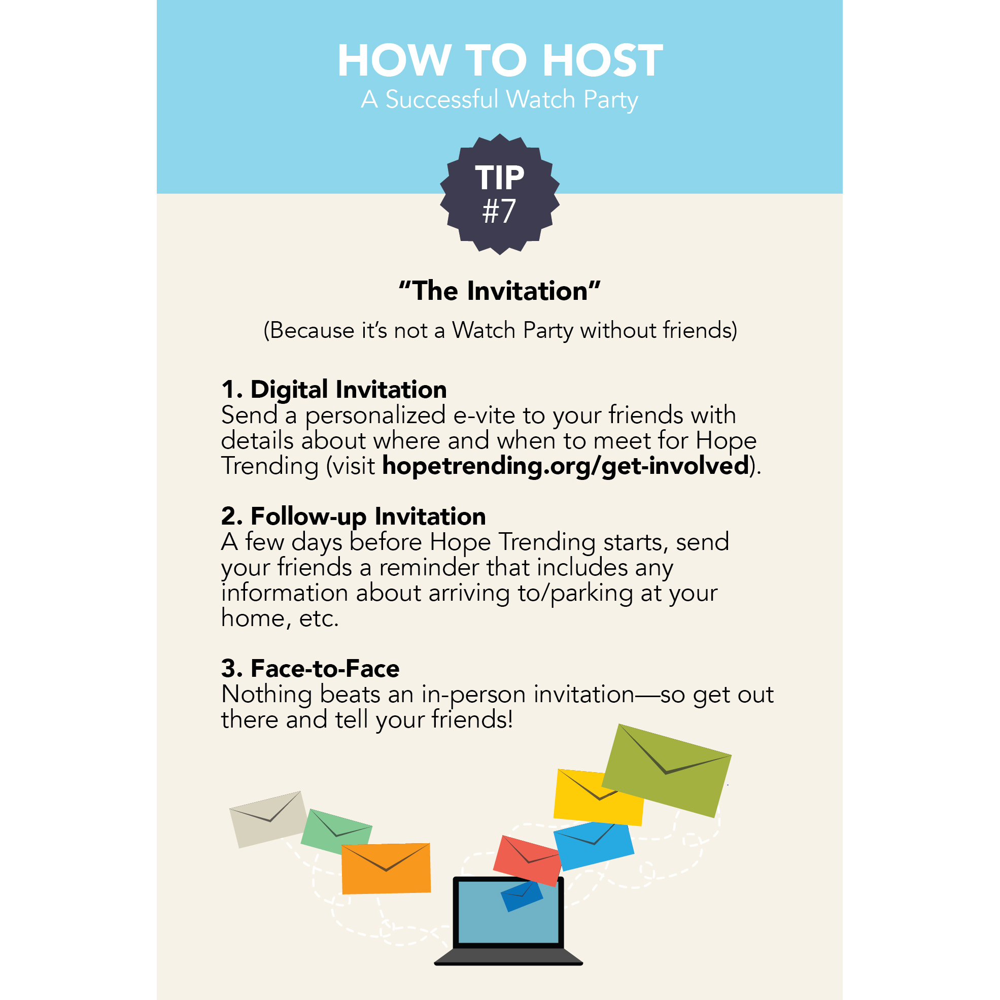 HOW TO HOST
A Successful Watch Party
TIP
#7
“The Invitation”
(Because it’s not a Watch Party without friends)
1. Digital Invitation
Send a personalized e-vite to your friends with
details about where and when to meet for Hope
Trending (visit hopetrending.org/get-involved).
2. Follow-up Invitation
A few days before Hope Trending starts, send
your friends a reminder that includes any
information about arriving to/parking at your
home, etc.
3. Face-to-Face
Nothing beats an in-person invitation—so get out
there and tell your friends!